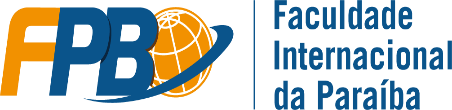 FPB
Faculdade
Internacional
da Paraíba